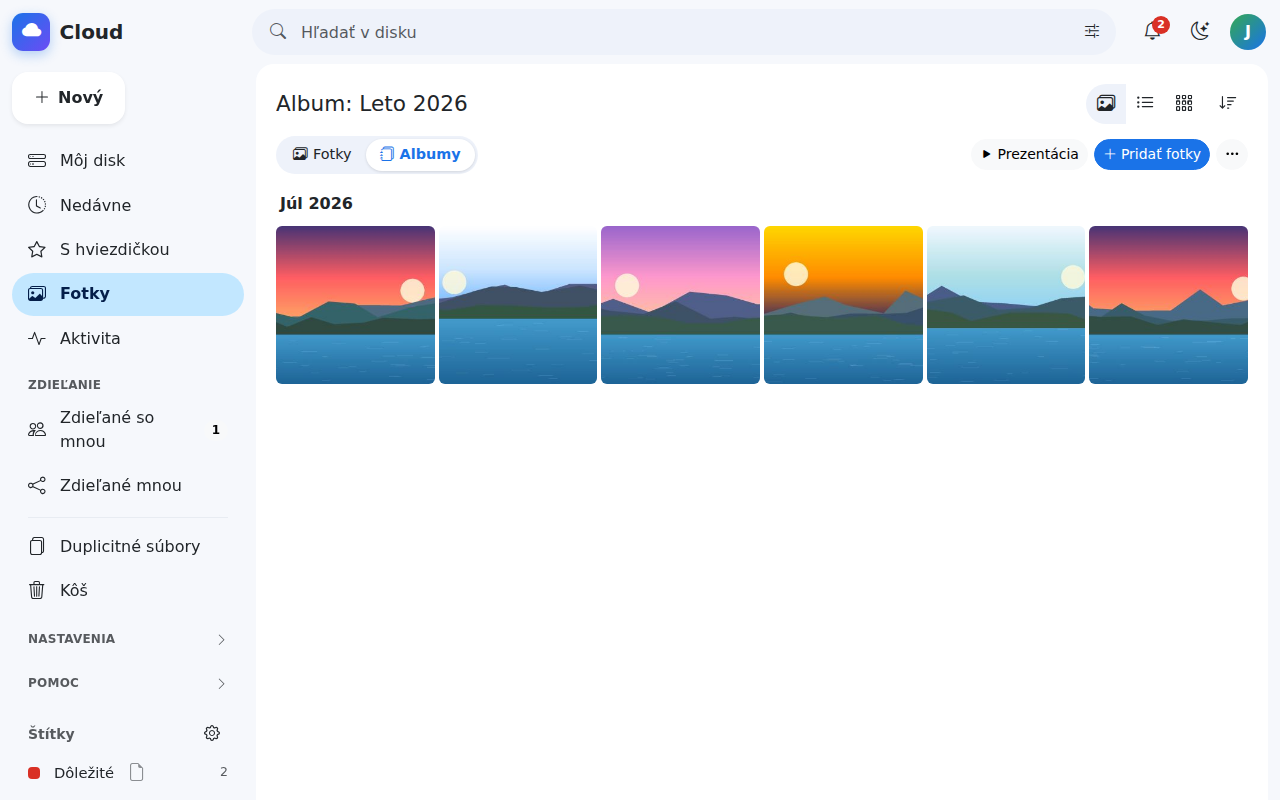 Cloud
Hľadať v disku
2
J
Nový
Album: Leto 2026
Fotky
Albumy
Prezentácia
Pridať fotky
Júl 2026
Môj disk
Nedávne
S hviezdičkou
Fotky
Aktivita
ZDIEĽANIE
Zdieľané so
mnou
1
Zdieľané mnou
Duplicitné súbory
Kôš
NASTAVENIA
POMOC
Štítky
Dôležité
2